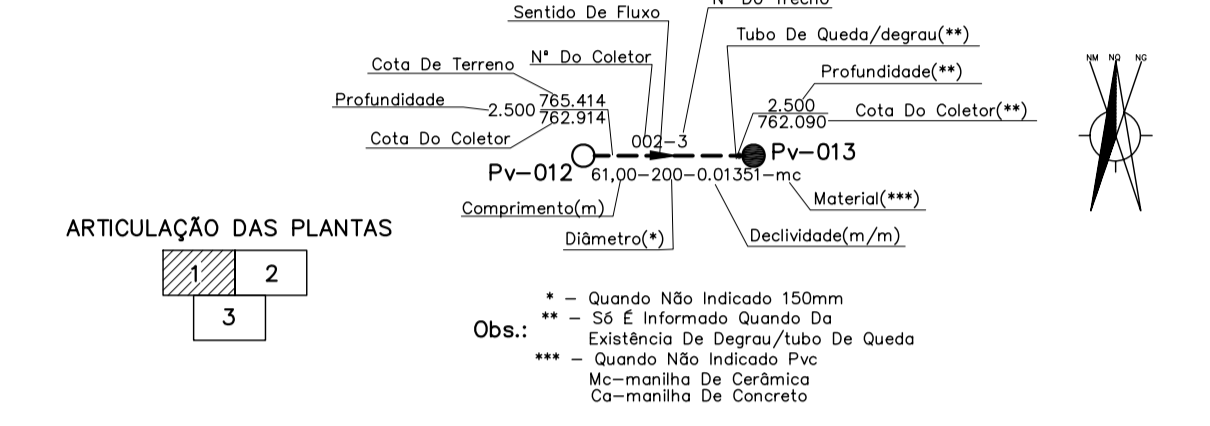 Sentido De Fluxo
Nº Do Trecho
Tubo De Queda/degrau(**)
Cota De Terreno
Nº Do Coletor
Profundidade(**)
Profundidade
2.500
765.414
762.914
2.500
762.090
Cota Do Coletor(**)
Cota Do Coletor
002-3
Pv-012
Pv-013
61,00-200-0.01351-mc
Comprimento(m)
Material(***)
Diâmetro(*)
Declividade(m/m)
NM NQ NG
ARTICULAÇÃO DAS PLANTAS
1
2
3
Obs.:
* - Quando Não Indicado 150mm
** - Só É Informado Quando Da
Existência De Degrau/tubo De Queda
*** - Quando Não Indicado Pvc
Mc-manilha De Cerâmica
Ca-manilha De Concreto